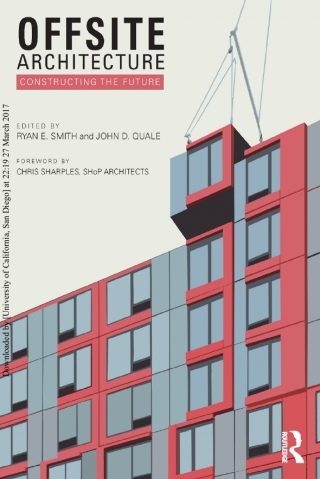 OFFSITE
ARCHITECTURE
CONSTRUCTING THE FUTURE
EDITED BY
RYAN E. SMITH and JOHN D. QUALE
FOREWORD BY
CHRIS SHARPLES, SHoP ARCHITECTS
Downloaded by [University of California, San Diego] at 22:19 27 March 2017
ROUTLEDGE